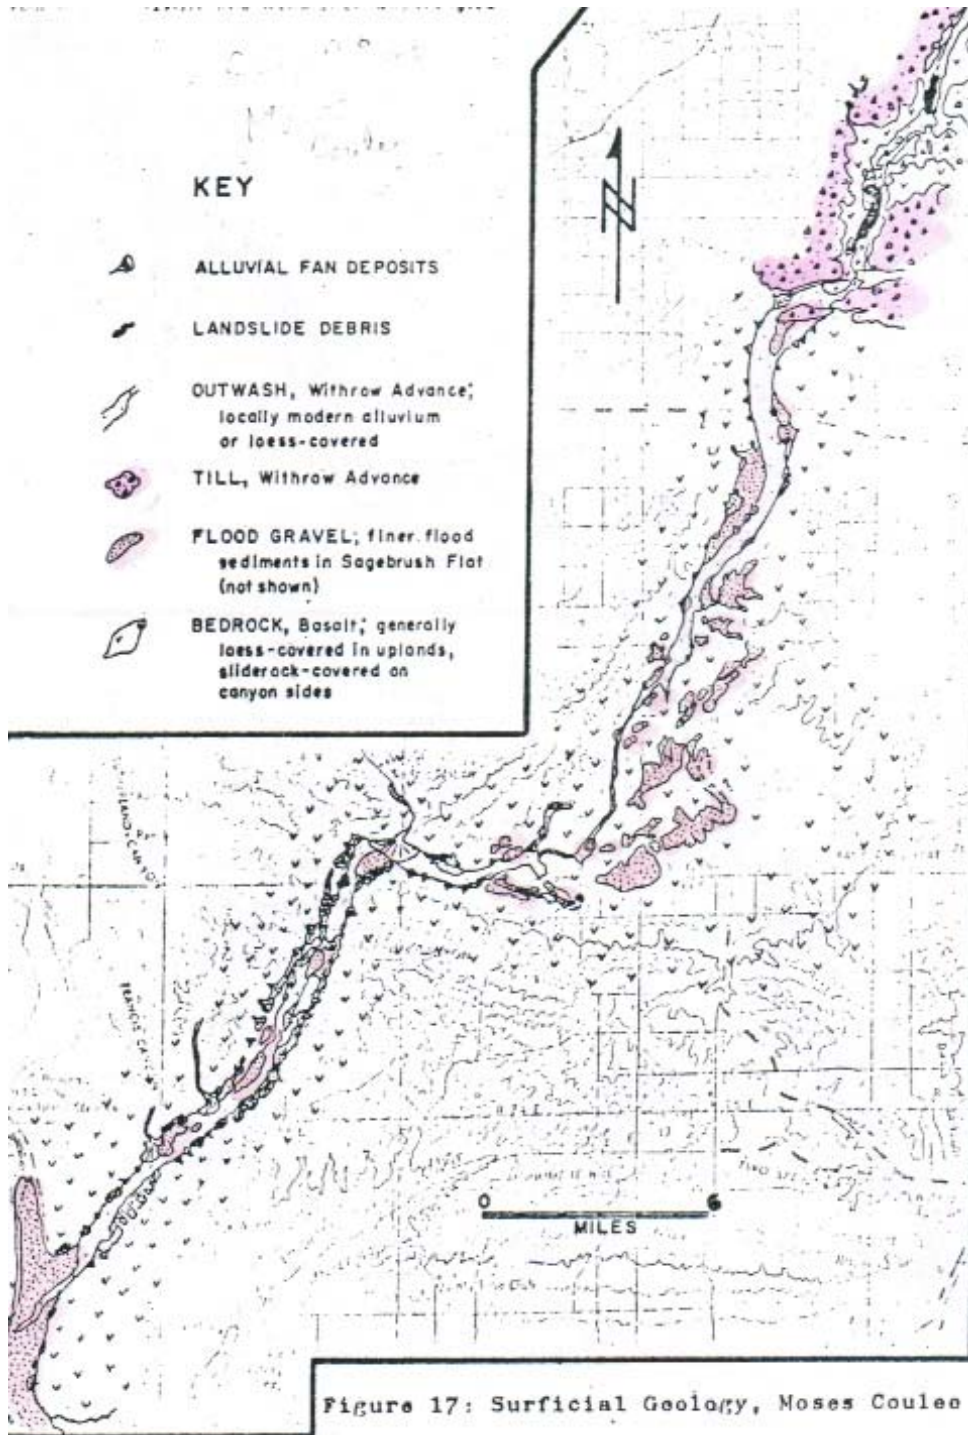 Coulee
KEY
ALLUVIAL FAN DEPOSITS
LANDSLIDE DEBRIS
OUTWASH, Withrow Advance;
locally modern alluvium
or loess-covered
TILL, Withrow Advance
FLOOD GRAVEL; finer flood
sediments in Sagebrush Flat
(not shown)
BEDROCK, Basalt; generally
loess-covered in uplands,
sliderock-covered on
canyon sides
N
0 6
MILES
Figure 17: Surficial Geology, Moses Coulee